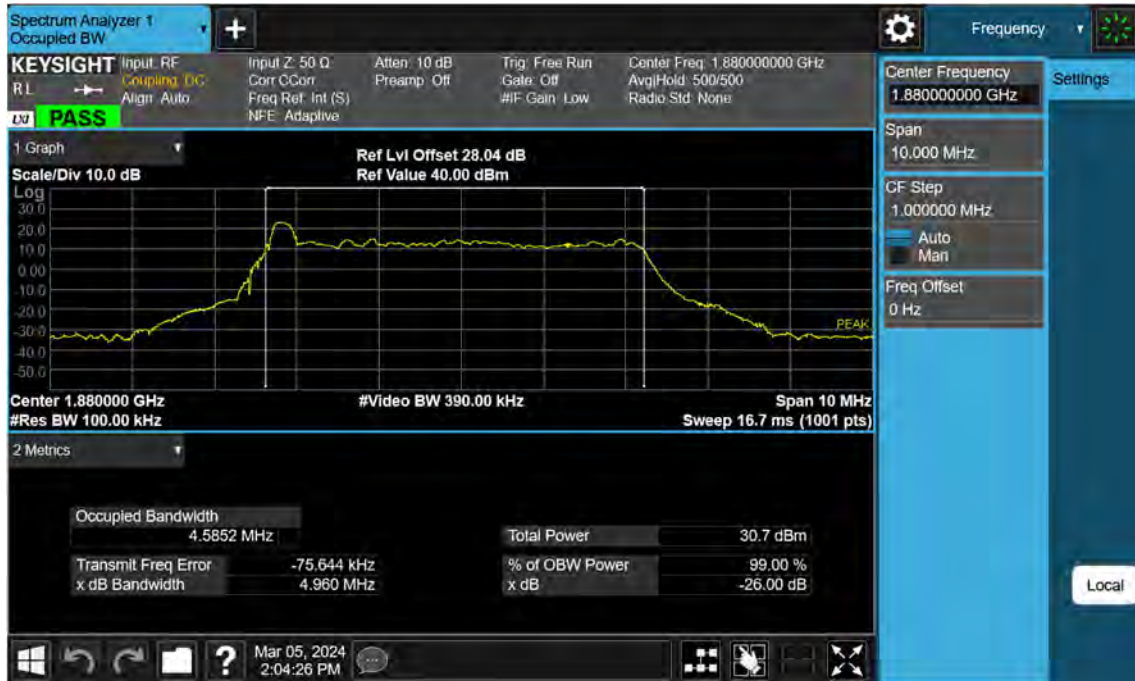 Spectrum Analyzer 1
Occupied BW
+
Frequency
KEYSIGHT Input: RF Input Z: 50 Ω Atten: 10 dB Trig: Free Run Center Freq: 1.880000000 GHz
RL Coupling: DC Corr CCorr Preamp: Off Gate: Off Avg|Hold: 500/500
Align: Auto Freq Ref: Int (S) #IF Gain: Low Radio Std: None
LXI PASS NFE: Adaptive
1 Graph
Ref Lvl Offset 28.04 dB
Scale/Div 10.0 dB Ref Value 40.00 dBm
Log
30.0
20.0
10.0
0.00
-10.0
-20.0
-30.0
-40.0
-50.0
PEAK
Center 1.880000 GHz #Video BW 390.00 kHz Span 10 MHz
#Res BW 100.00 kHz Sweep 16.7 ms (1001 pts)
2 Metrics
Occupied Bandwidth
4.5852 MHz
Total Power 30.7 dBm
Transmit Freq Error -75.644 kHz % of OBW Power 99.00 %
x dB Bandwidth 4.960 MHz x dB -26.00 dB
Center Frequency
1.880000000 GHz
Settings
Span
10.000 MHz
CF Step
1.000000 MHz
Auto
Man
Freq Offset
0 Hz
Local
? Mar 05, 2024
2:04:26 PM